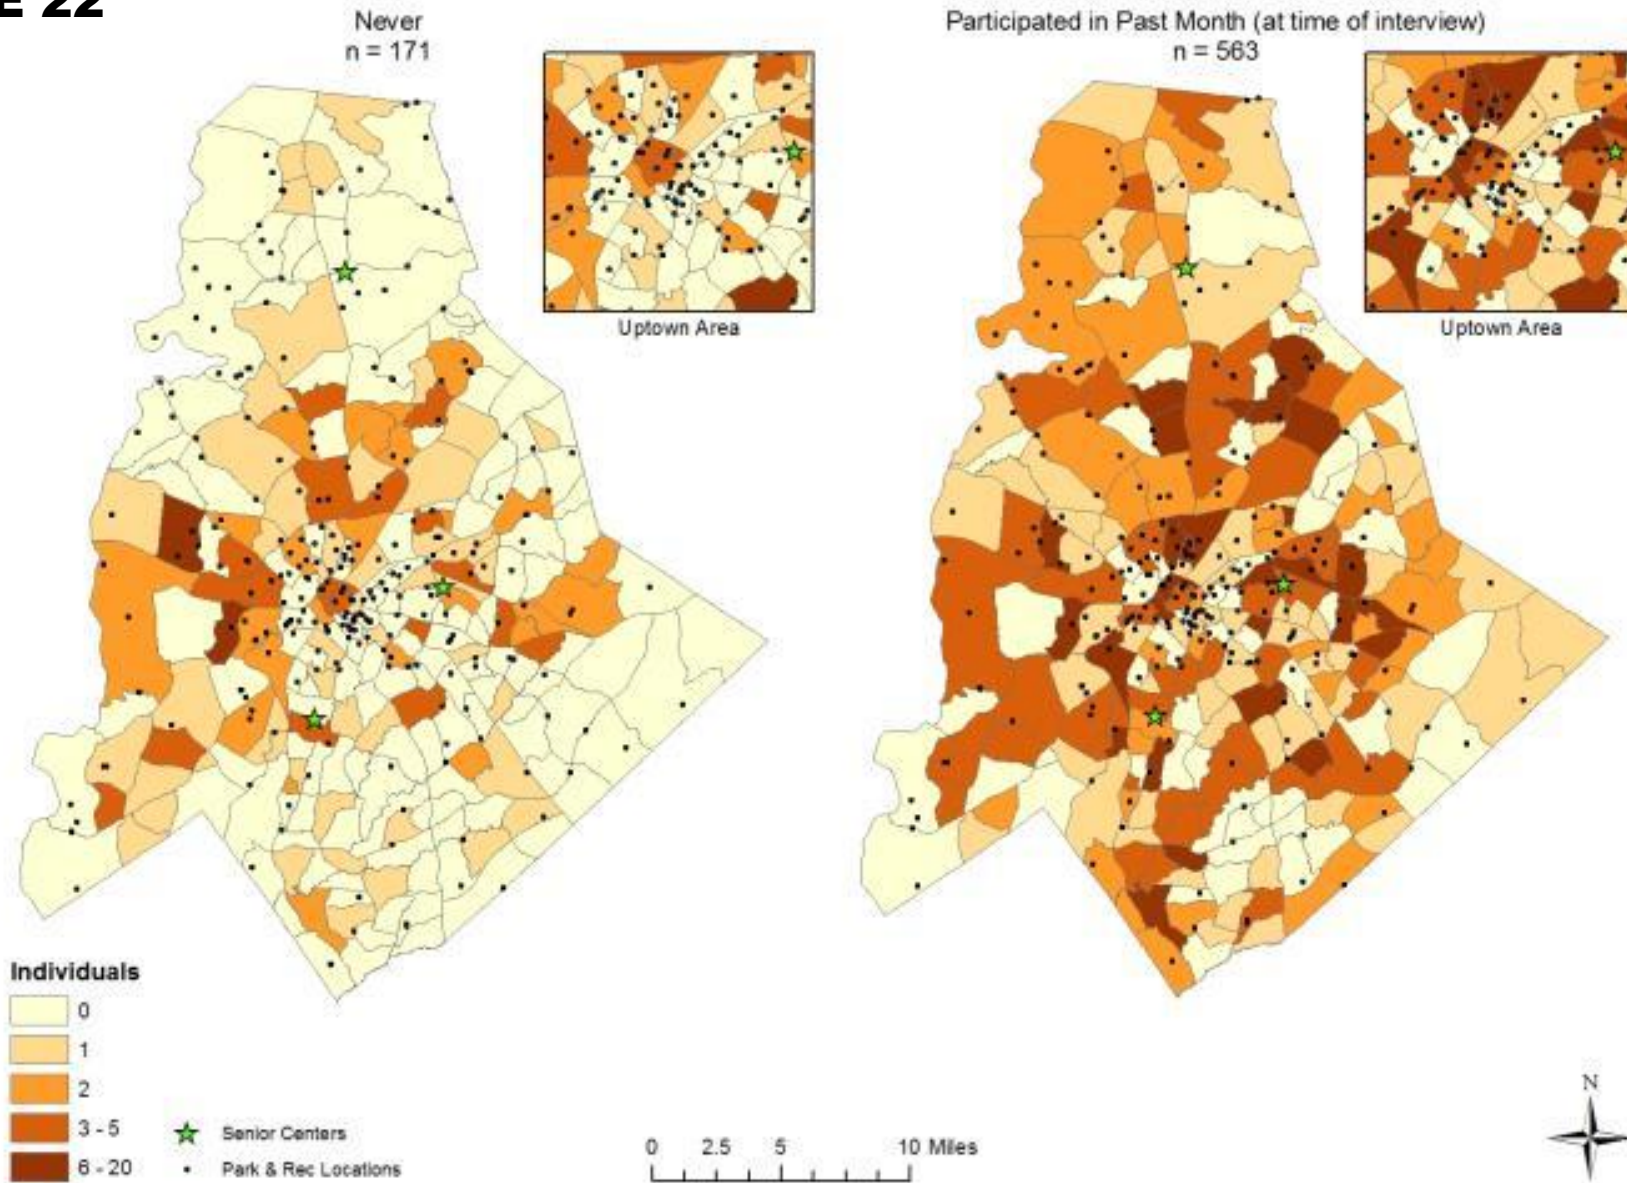 E 22
Never
n = 171
Participated in Past Month (at time of interview)
n = 563
Uptown Area
Uptown Area
Individuals
0
1
2
3 - 5
6 - 20
Senior Centers
Park & Rec Locations
0 2.5 5 10 Miles
N